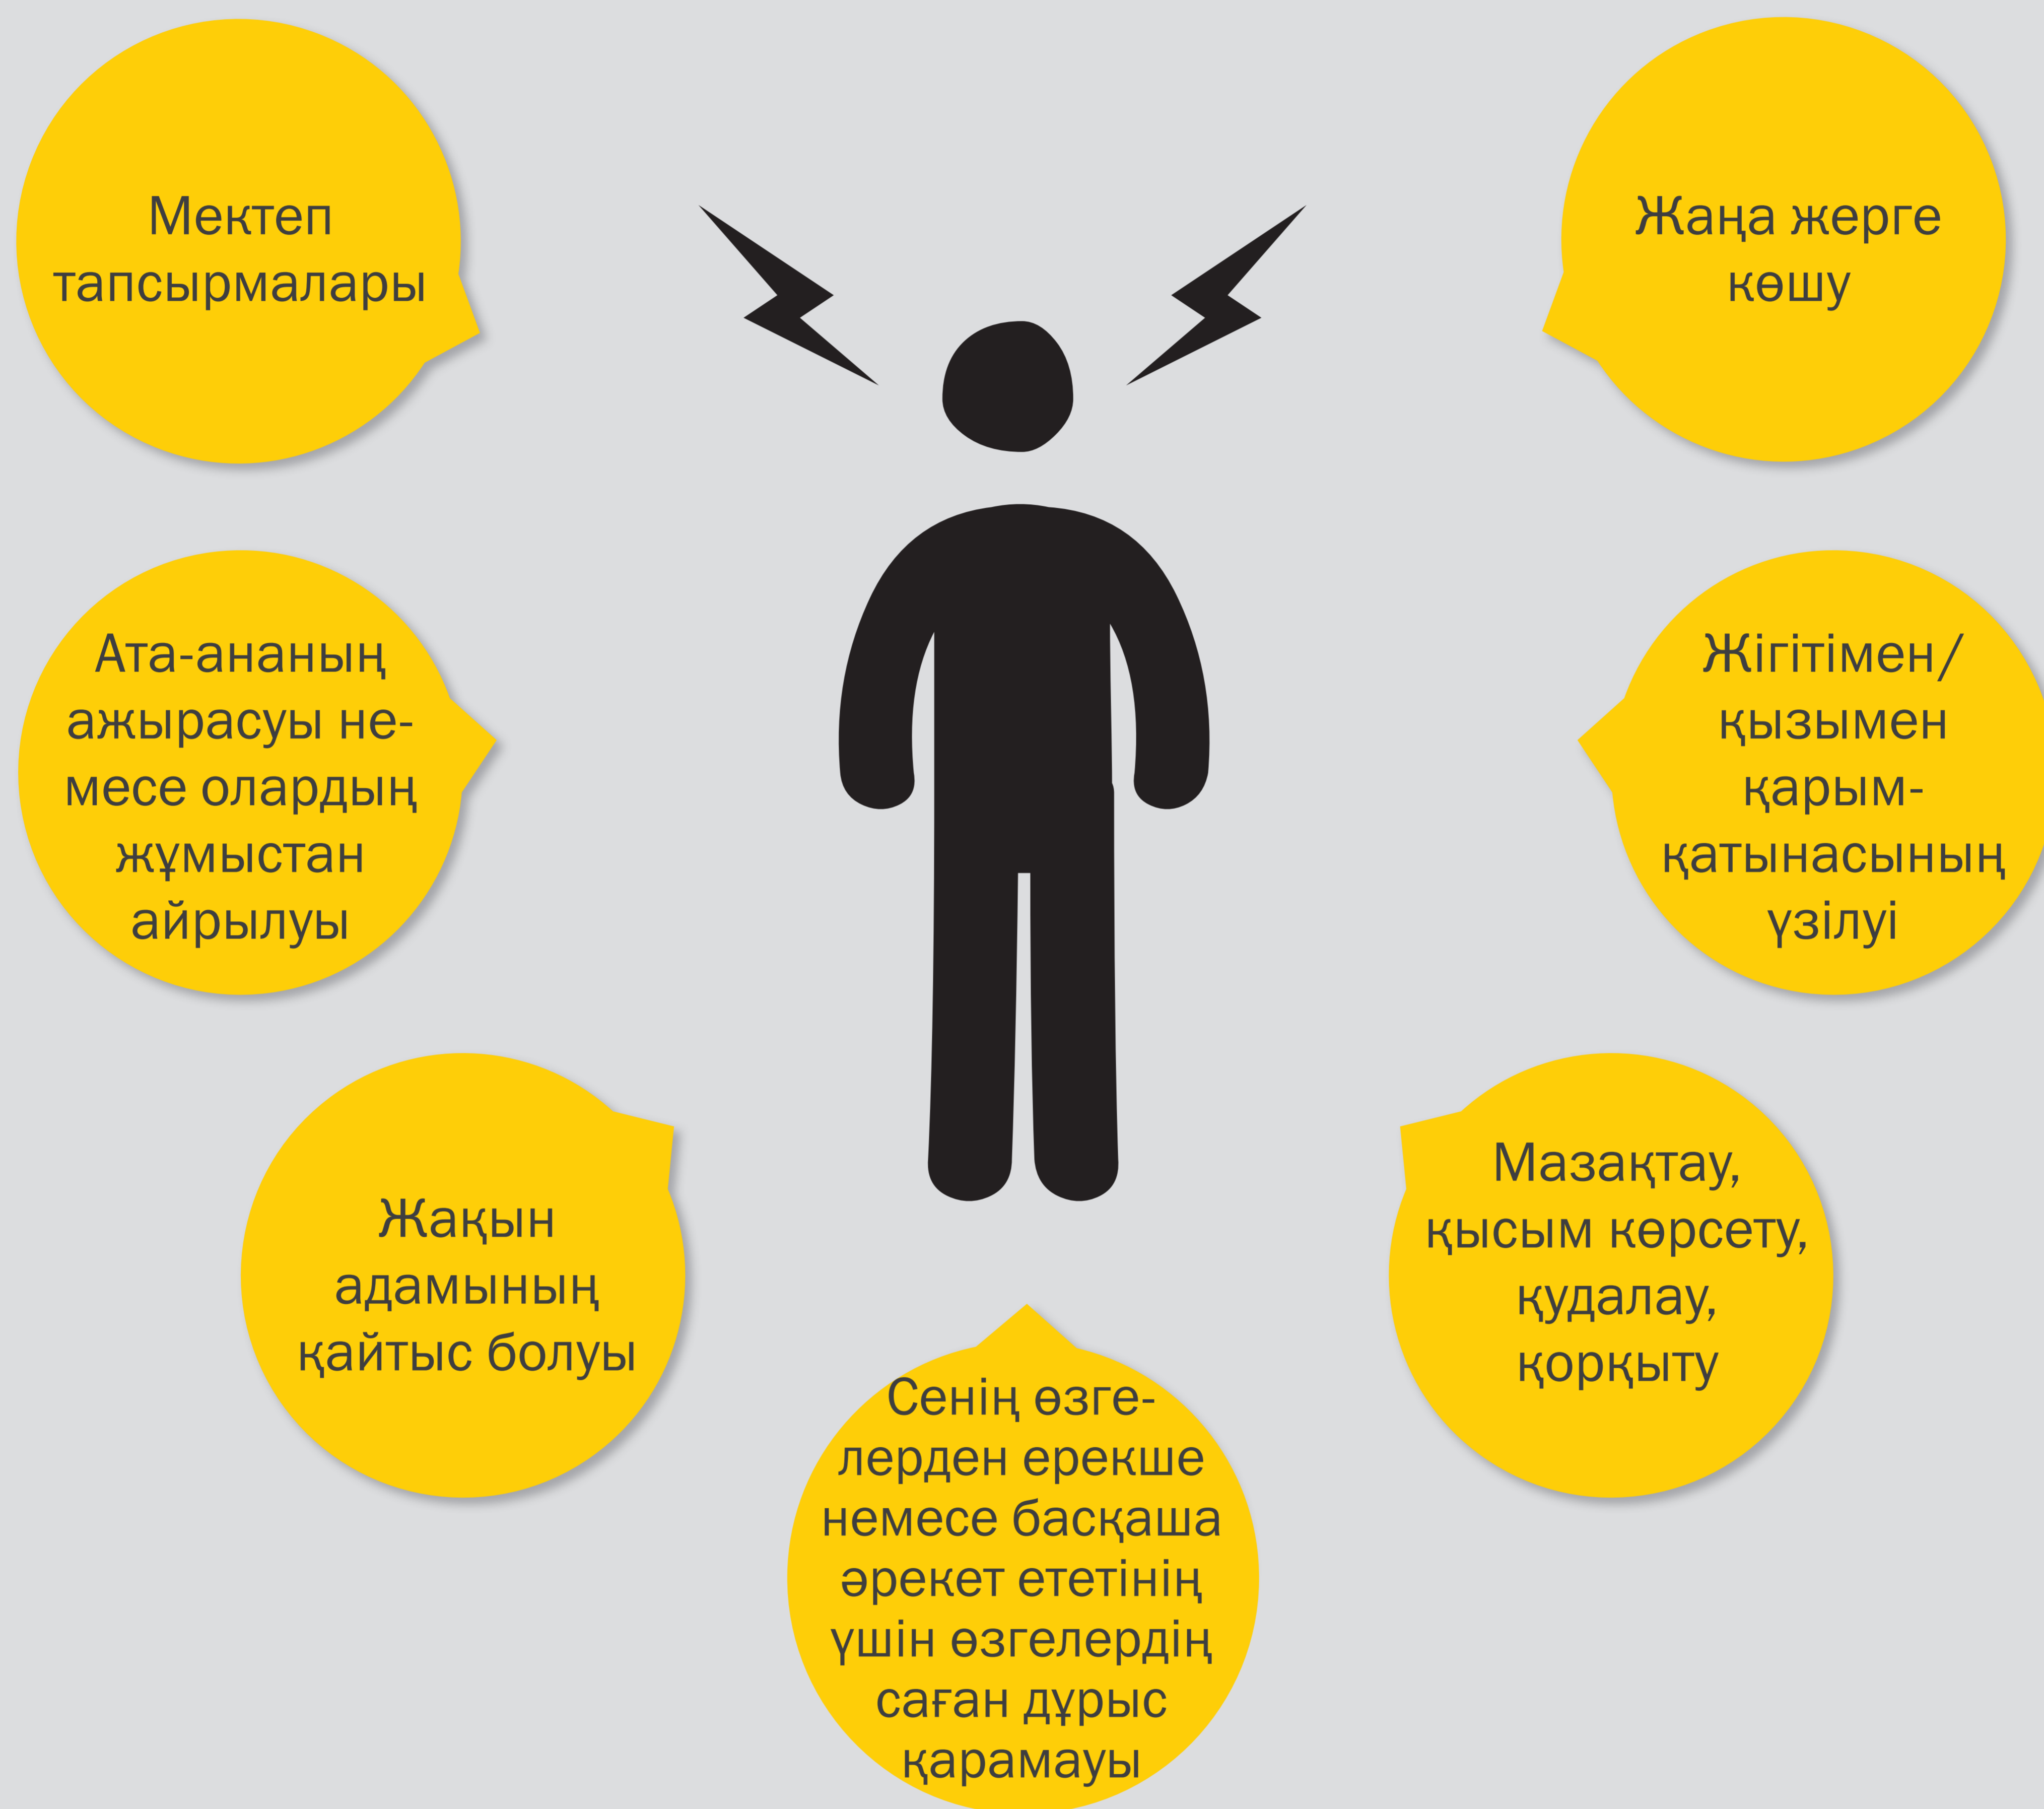 Мектеп
тапсырмалары
Жаңа жерге
көшу
Ата-ананың
ажырасуы не-
месе олардың
жұмыстан
айрылуы
Жігітімен/
қызымен
қарым-
қатынасының
үзілуі
Жақын
адамының
қайтыс болуы
Мазақтау,
қысым көрсету,
қудалау,
қорқыту
Сенің өзге-
лерден ерекше
немесе басқаша
әрекет ететінің
үшін өзгелердің
саған дұрыс
қарамауы